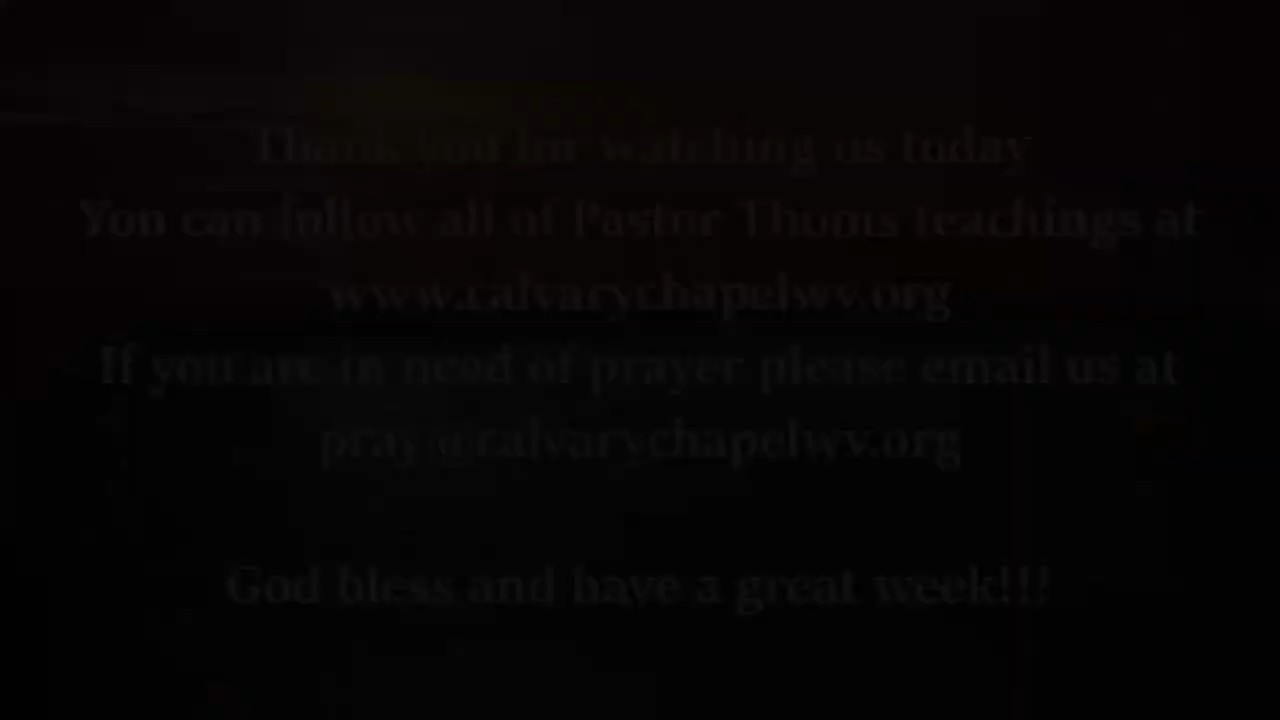 Thank you for watching us today
You can follow all of Pastor Thoms teachings at
www.calvarychapelwv.org
If you are in need of prayer please email us at
pray@calvarychapelwv.org
God bless and have a great week!!!